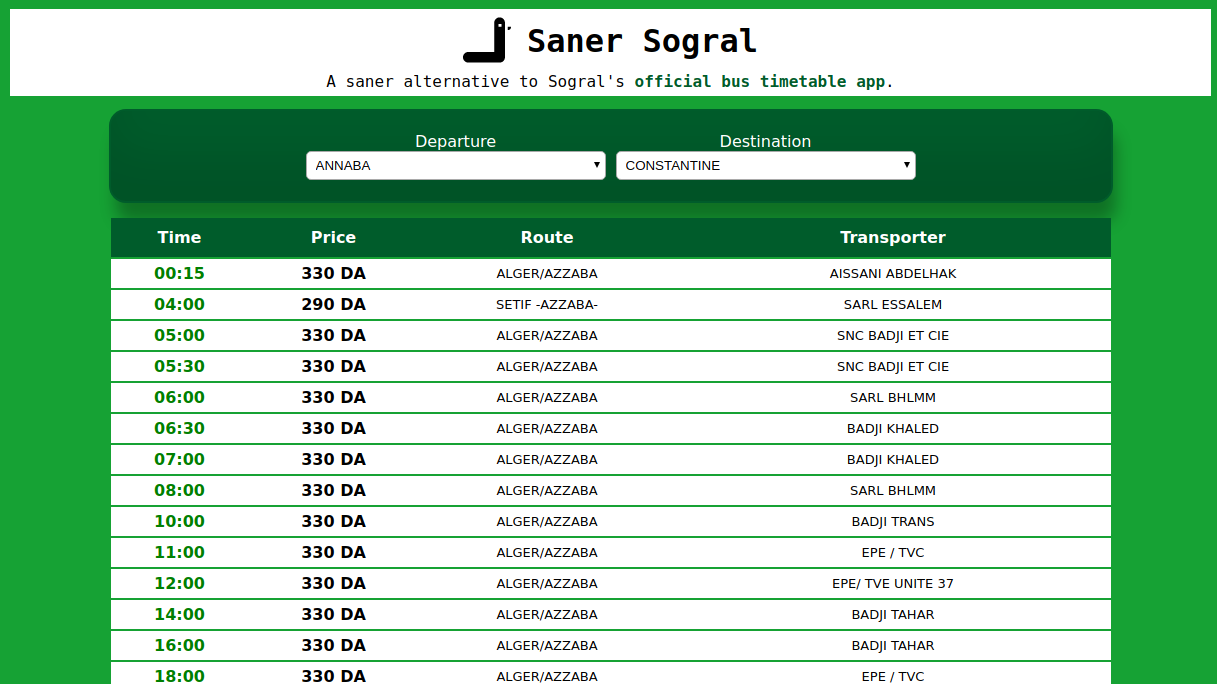 Saner Sogral
A saner alternative to Sogral's official bus timetable app.
Departure Destination
ANNABA CONSTANTINE
Time Price Route Transporter
00:15 330 DA ALGER/AZZABA AISSANI ABDELHAK
04:00 290 DA SETIF -AZZABA- SARL ESSALEM
05:00 330 DA ALGER/AZZABA SNC BADJI ET CIE
05:30 330 DA ALGER/AZZABA SNC BADJI ET CIE
06:00 330 DA ALGER/AZZABA SARL BHLMM
06:30 330 DA ALGER/AZZABA BADJI KHALED
07:00 330 DA ALGER/AZZABA BADJI KHALED
08:00 330 DA ALGER/AZZABA SARL BHLMM
10:00 330 DA ALGER/AZZABA BADJI TRANS
11:00 330 DA ALGER/AZZABA EPE / TVC
12:00 330 DA ALGER/AZZABA EPE/ TVE UNITE 37
14:00 330 DA ALGER/AZZABA BADJI TAHAR
16:00 330 DA ALGER/AZZABA BADJI TAHAR
18:00 330 DA ALGER/AZZABA EPE / TVC